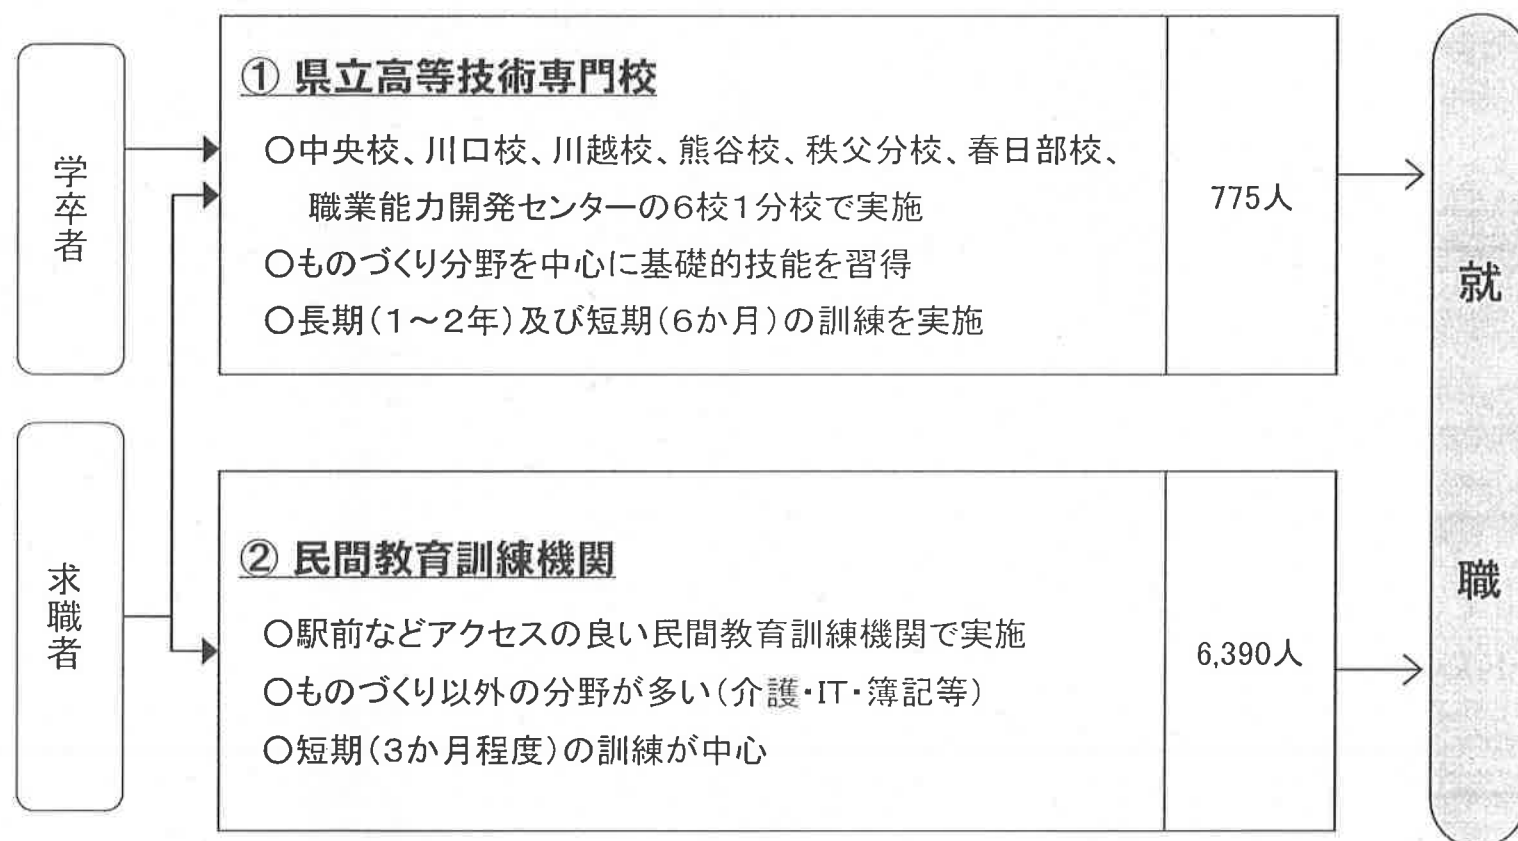 学卒者
① 県立高等技術専門校
○中央校、川口校、川越校、熊谷校、秩父分校、春日部校、
職業能力開発センターの6校1分校で実施
○ものづくり分野を中心に基礎的技能を習得
○長期(1～2年)及び短期(6か月)の訓練を実施
775人
求職者
② 民間教育訓練機関
○駅前などアクセスの良い民間教育訓練機関で実施
○ものづくり以外の分野が多い(介護・IT・簿記等)
○短期(3か月程度)の訓練が中心
6,390人
就職